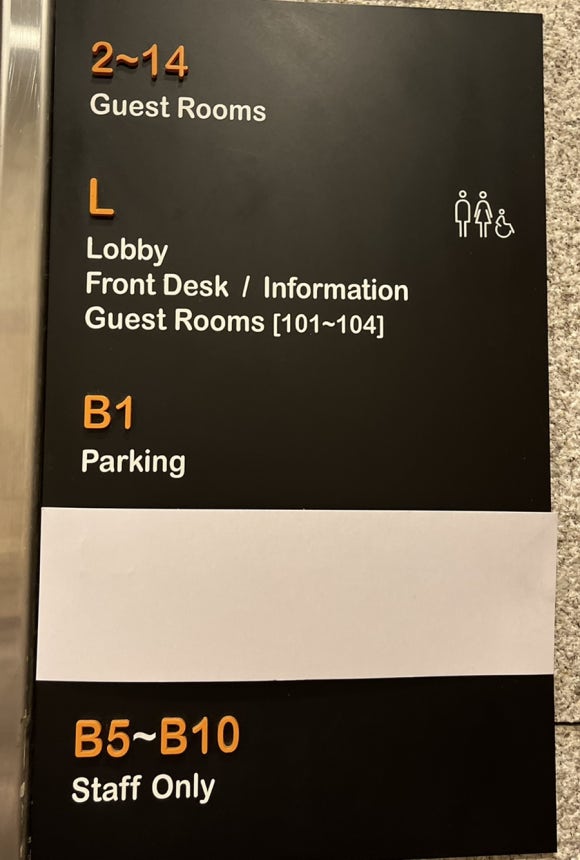 2~14
Guest Rooms
L
Lobby
Front Desk / Information
Guest Rooms [101~104]
B1
Parking
B5~B10
Staff Only